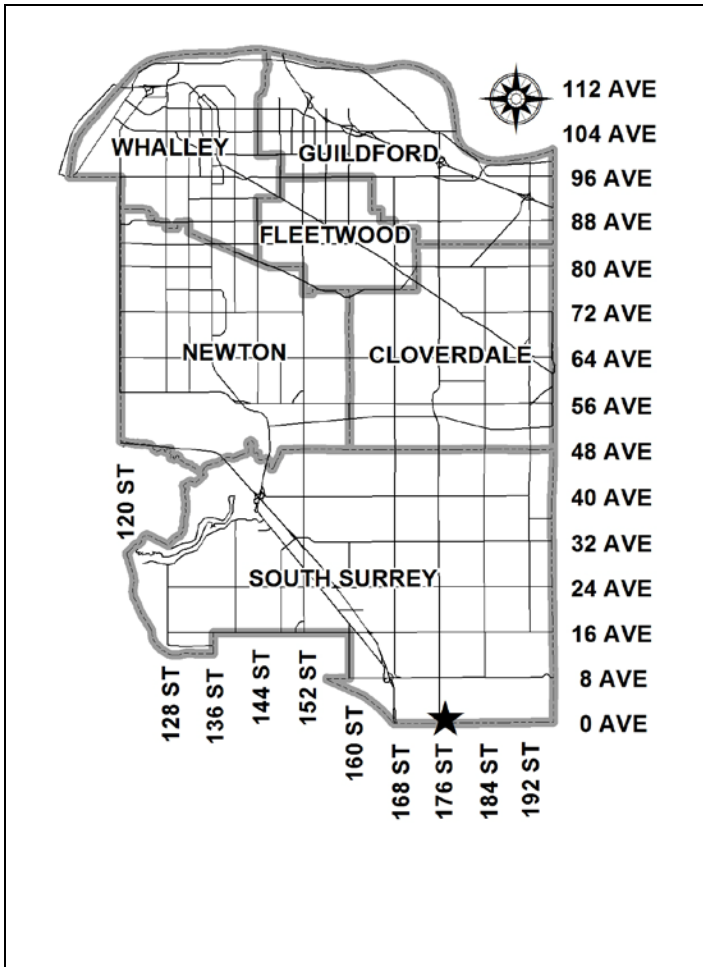 112 AVE
104 AVE
WHALLEY
GUILDFORD
96 AVE
88 AVE
FLEETWOOD
80 AVE
72 AVE
NEWTON
CLOVERDALE
64 AVE
56 AVE
48 AVE
120 ST
40 AVE
32 AVE
SOUTH SURREY
24 AVE
16 AVE
128 ST
136 ST
144 ST
152 ST
8 AVE
160 ST
0 AVE
168 ST
176 ST
184 ST
192 ST